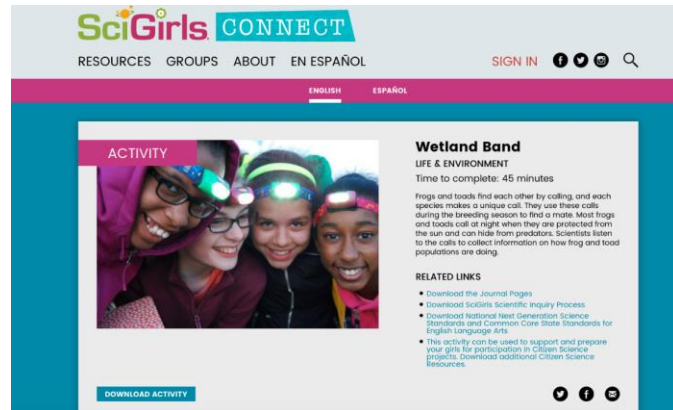 SciGirls CONNECT
RESOURCES GROUPS ABOUT EN ESPAÑOL SIGN IN
ENGLISH ESPAÑOL
ACTIVITY
Wetland Band
LIFE & ENVIRONMENT
Time to complete: 45 minutes
Frogs and toads find each other by calling, and each
species makes a unique call. They use these calls
during the breeding season to find a mate. Most frogs
and toads call at night when they are protected from
the sun and can hide from predators. Scientists listen
to the calls to collect information on how frog and toad
populations are doing.
RELATED LINKS
Download the Journal Pages
Download SciGirls Scientific Inquiry Process
Download National Next Generation Science
Standards and Common Core State Standards for
English Language Arts
This activity can be used to support and prepare
your girls for participation in Citizen Science
projects. Download additional Citizen Science
Resources.
DOWNLOAD ACTIVITY